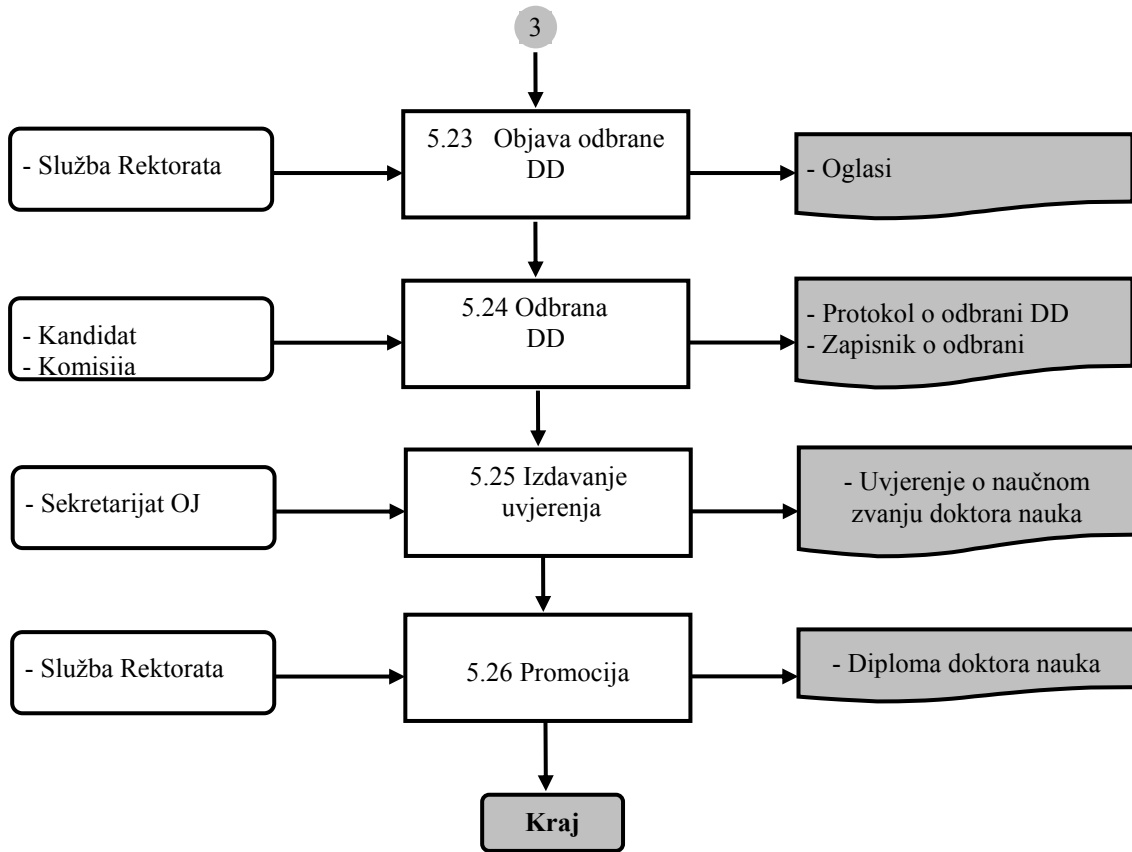 3
- Služba Rektorata
5.23 Objava odbrane
DD
- Oglasi
- Kandidat
- Komisija
5.24 Odbrana
DD
- Protokol o odbrani DD
- Zapisnik o odbrani
- Sekretarijat OJ
5.25 Izdavanje
uvjerenja
- Uvjerenje o naučnom
zvanju doktora nauka
- Služba Rektorata
5.26 Promocija
- Diploma doktora nauka
Kraj